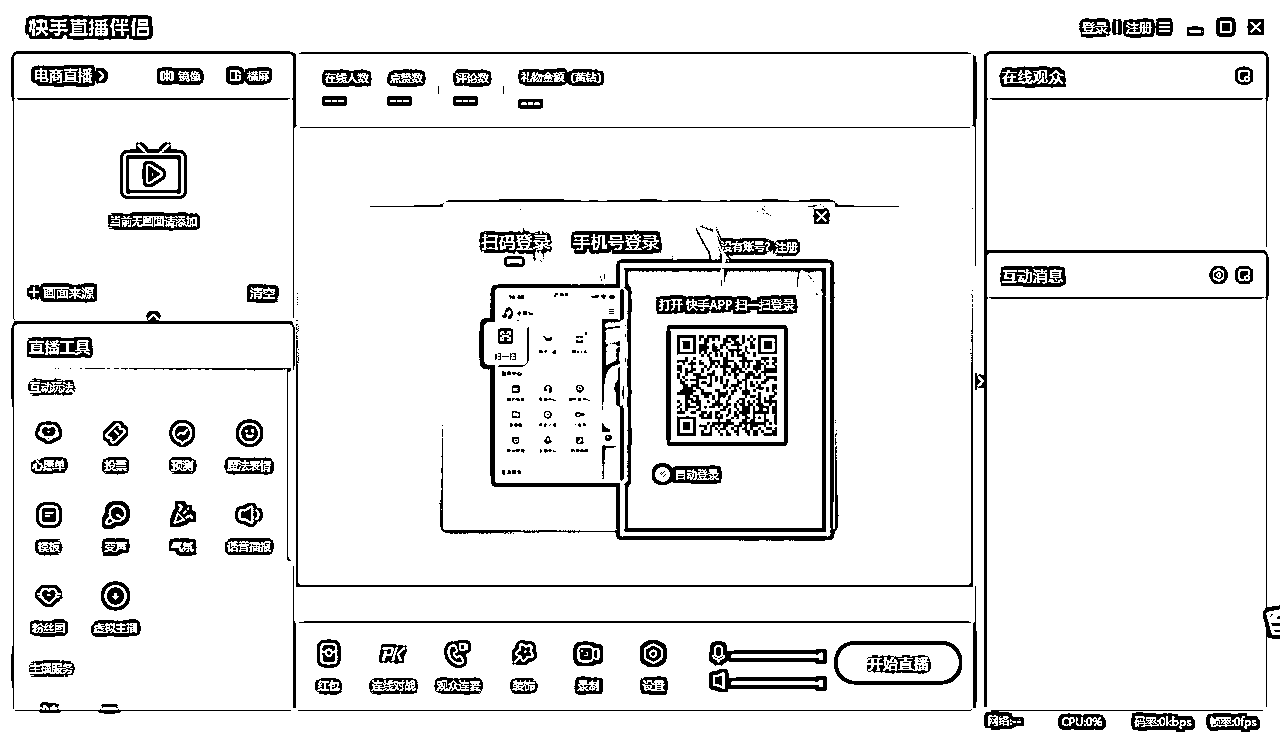 快手直播伴侣
登录 | 注册
电商直播
镜像
横屏
在线人数
点赞数
评论数
礼物金额（黄钻）
在线观众
当前无画面请添加
扫码登录
手机号登录
没有账号？注册
互动消息
画面来源
清空
打开 快手APP 扫一扫登录
直播工具
扫一扫
互动玩法
心愿单
投票
预测
魔法表情
自动登录
模板
变声
气氛
语音播报
粉丝团
虚拟主播
主播服务
红包
连线对战
观众连麦
装饰
录制
设置
开始直播
网络:--
CPU:0%
码率:0kbps
帧率:0fps